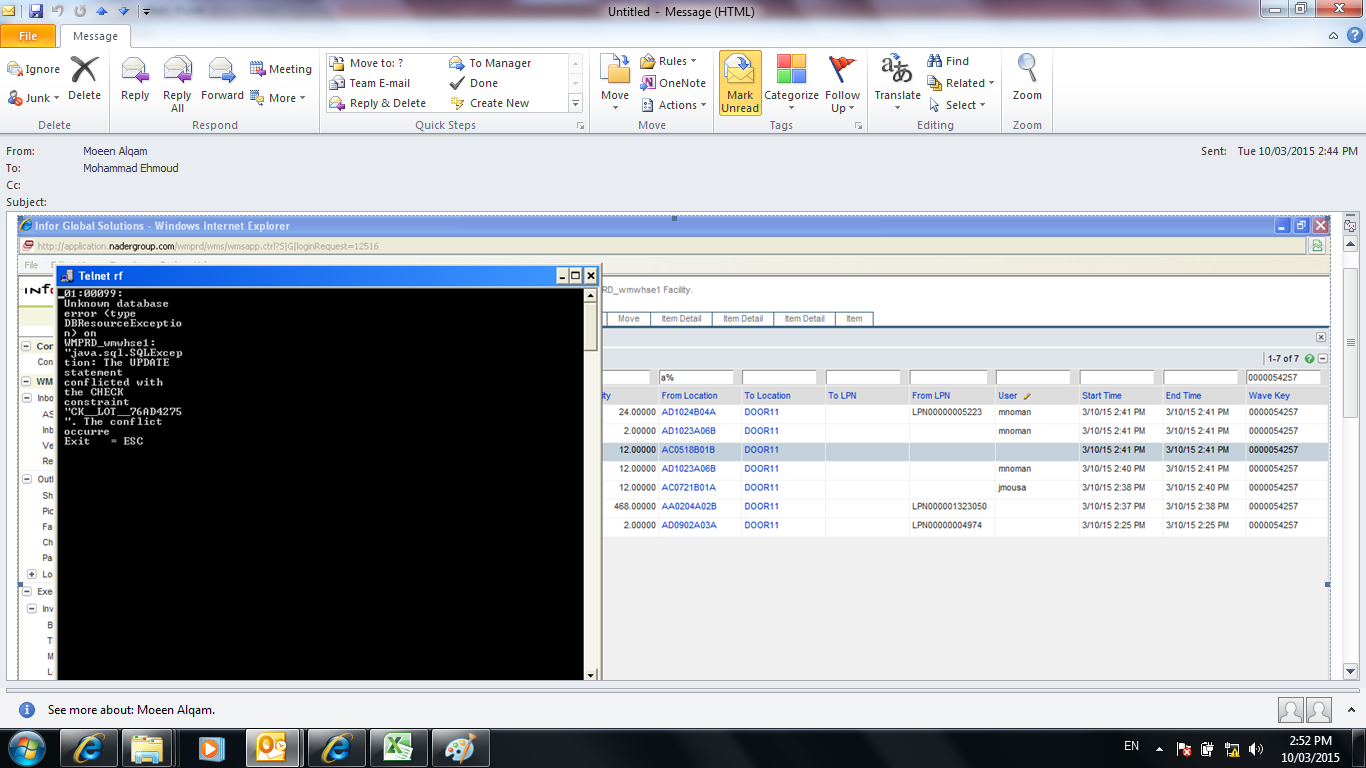 Untitled - Message (HTML)
File
Message
Ignore
Junk
Delete
Delete
Reply
Reply All
Forward
Meeting
More
Respond
Move to: ?
Team E-mail
Reply & Delete
To Manager
Done
Create New
Quick Steps
Move
Rules
OneNote
Actions
Move
Mark Unread
Categorize
Follow Up
Tags
Translate
Find
Related
Select
Editing
Zoom
Zoom
From: Moeen Alqam
Sent: Tue 10/03/2015 2:44 PM
To: Mohammad Ehmoud
Cc:
Subject:
Infor Global Solutions - Windows Internet Explorer
http://application.nadergroup.com/wmprd/wms/wmsapp.ctrl?S|G|loginRequest=12516
File
Telnet rf
01:00099:
Unknown database
error (type
DBResourceExceptio
n) on
WMPRD_wmwhse1:
"java.sql.SQLExcep
tion: The UPDATE
statement
conflicted with
the CHECK
constraint
"CK__LOT__76AD4275
". The conflict
occurre
Exit = ESC
RD_wmwhse1 Facility.
Move Item Detail Item Detail Item Detail Item
1-7 of 7
a% 0000054257
ity From Location To Location To LPN From LPN User Start Time End Time Wave Key
24.00000 AD1024B04A DOOR11 LPN00000005223 mnoman 3/10/15 2:41 PM 3/10/15 2:41 PM 0000054257
2.00000 AD1023A06B DOOR11 mnoman 3/10/15 2:41 PM 3/10/15 2:41 PM 0000054257
12.00000 AC0518B01B DOOR11 3/10/15 2:41 PM 3/10/15 2:41 PM 0000054257
12.00000 AD1023A06B DOOR11 mnoman 3/10/15 2:40 PM 3/10/15 2:41 PM 0000054257
12.00000 AC0721B01A DOOR11 jmousa 3/10/15 2:38 PM 3/10/15 2:40 PM 0000054257
468.00000 AA0204A02B DOOR11 LPN000001323050 3/10/15 2:37 PM 3/10/15 2:38 PM 0000054257
2.00000 AD0902A03A DOOR11 LPN00000004974 3/10/15 2:25 PM 3/10/15 2:25 PM 0000054257
Con
Con
WM
Inbo
AS
Inb
Ve
Re
Outl
Sh
Pic
Fa
Ch
Pa
Lo
Exe
Inv
B
T
M
L
See more about: Moeen Alqam.
EN
2:52 PM
10/03/2015